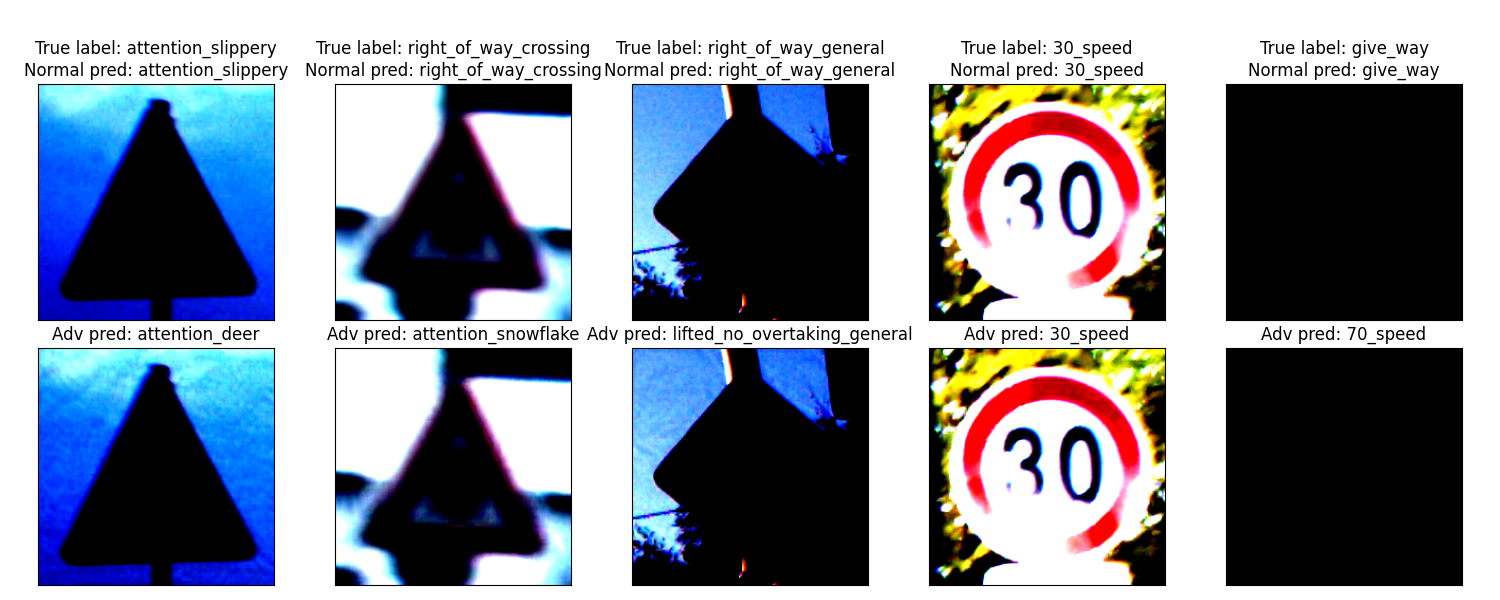 True label: attention_slippery
Normal pred: attention_slippery
True label: right_of_way_crossing
Normal pred: right_of_way_crossing
True label: right_of_way_general
Normal pred: right_of_way_general
True label: 30_speed
Normal pred: 30_speed
True label: give_way
Normal pred: give_way
30
Adv pred: attention_deer
Adv pred: attention_snowflake
Adv pred: lifted_no_overtaking_general
Adv pred: 30_speed
Adv pred: 70_speed
30